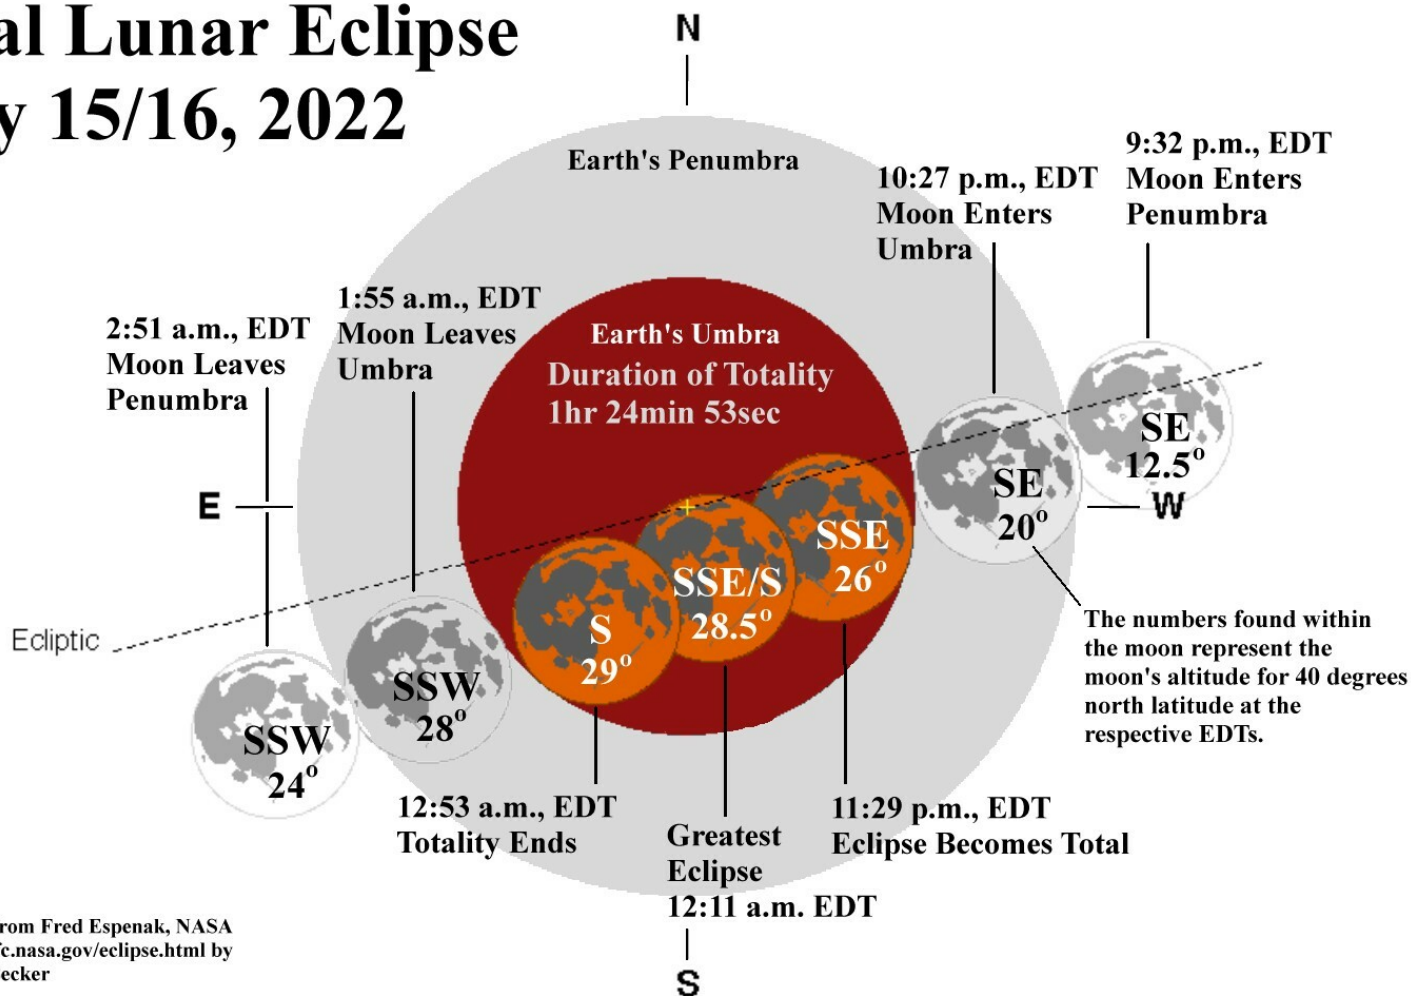 al Lunar Eclipse
y 15/16, 2022
N
Earth's Penumbra
9:32 p.m., EDT
Moon Enters
Penumbra
10:27 p.m., EDT
Moon Enters
Umbra
1:55 a.m., EDT
Moon Leaves
Umbra
2:51 a.m., EDT
Moon Leaves
Penumbra
Earth's Umbra
Duration of Totality
1hr 24min 53sec
SE
12.5°
SE
20°
E
W
SSE
26°
SSE/S
28.5°
S
29°
SSW
28°
SSW
24°
Ecliptic
The numbers found within
the moon represent the
moon's altitude for 40 degrees
north latitude at the
respective EDTs.
12:53 a.m., EDT
Totality Ends
Greatest
Eclipse
12:11 a.m. EDT
11:29 p.m., EDT
Eclipse Becomes Total
rom Fred Espenak, NASA
fc.nasa.gov/eclipse.html by
ecker
S